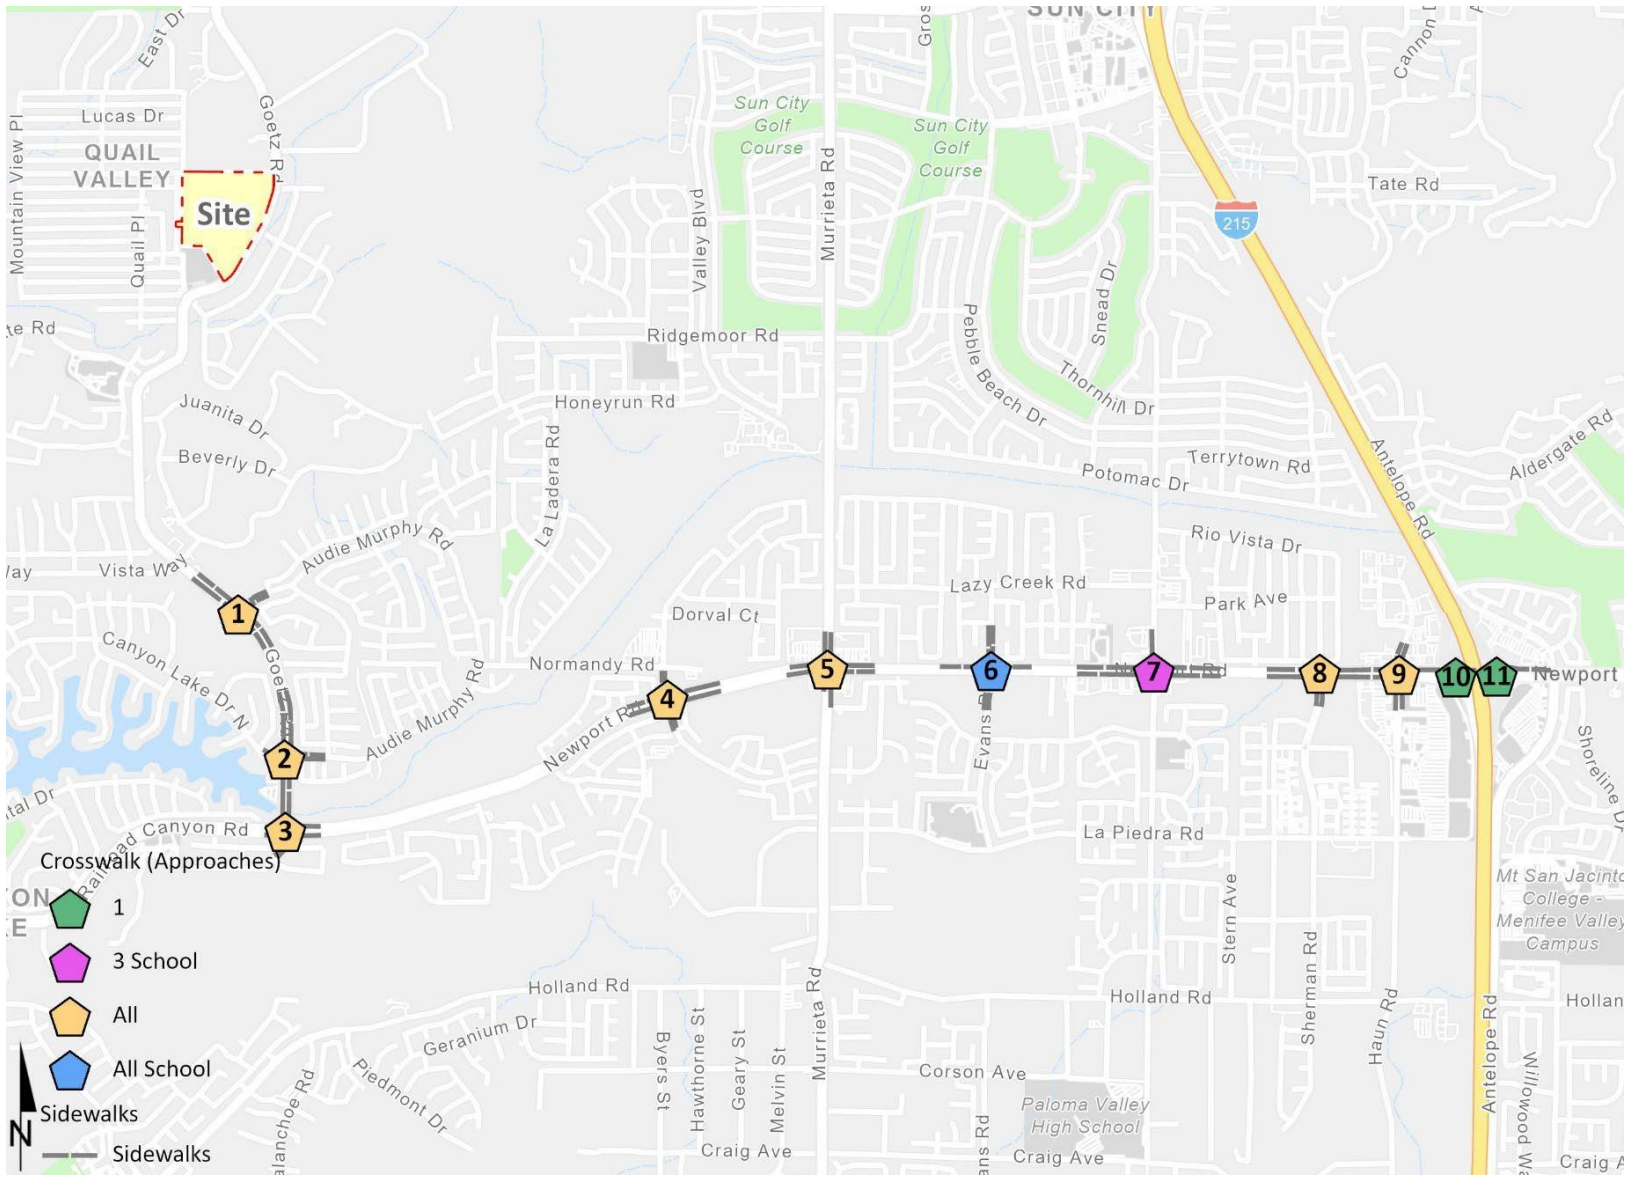 SUN CITY
East Dr
Lucas Dr
Mountain View Pl
QUAIL
VALLEY
Goetz Rd
Site
Quail Pl
Sun City
Golf
Course
Sun City
Golf
Course
Murrieta Rd
Valley Blvd
Tate Rd
215
Snead Dr
Ridgemoor Rd
Pebble Beach Dr
Thornhill Dr
Honeyrun Rd
Juanita Dr
Beverly Dr
La Ladera Rd
Terrytown Rd
Potomac Dr
Antelope Rd
Aldergate Rd
Audie Murphy Rd
Rio Vista Dr
Vista Way
Lazy Creek Rd
Park Ave
Dorval Ct
1
Canyon Lake Dr N
Normandy Rd
Audie Murphy Rd
5
6
7
8
9
10
11
Newport
4
Newport Rd
Evans
2
Shoreline Dr
3
Railroad Canyon Rd
La Piedra Rd
Stern Ave
Mt San Jacinto
College -
Menifee Valley
Campus
Sherman Rd
Haun Rd
Holland Rd
Holland Rd
Hollan
Geranium Dr
Piedmont Dr
Byers St
Hawthorne St
Geary St
Melvin St
Murrieta Rd
Corson Ave
Paloma Valley
High School
Antelope Rd
Willowood Wa
Craig Ave
Craig Ave
Craig A
Crosswalk (Approaches)
1
3 School
All
All School
Sidewalks
Sidewalks
N